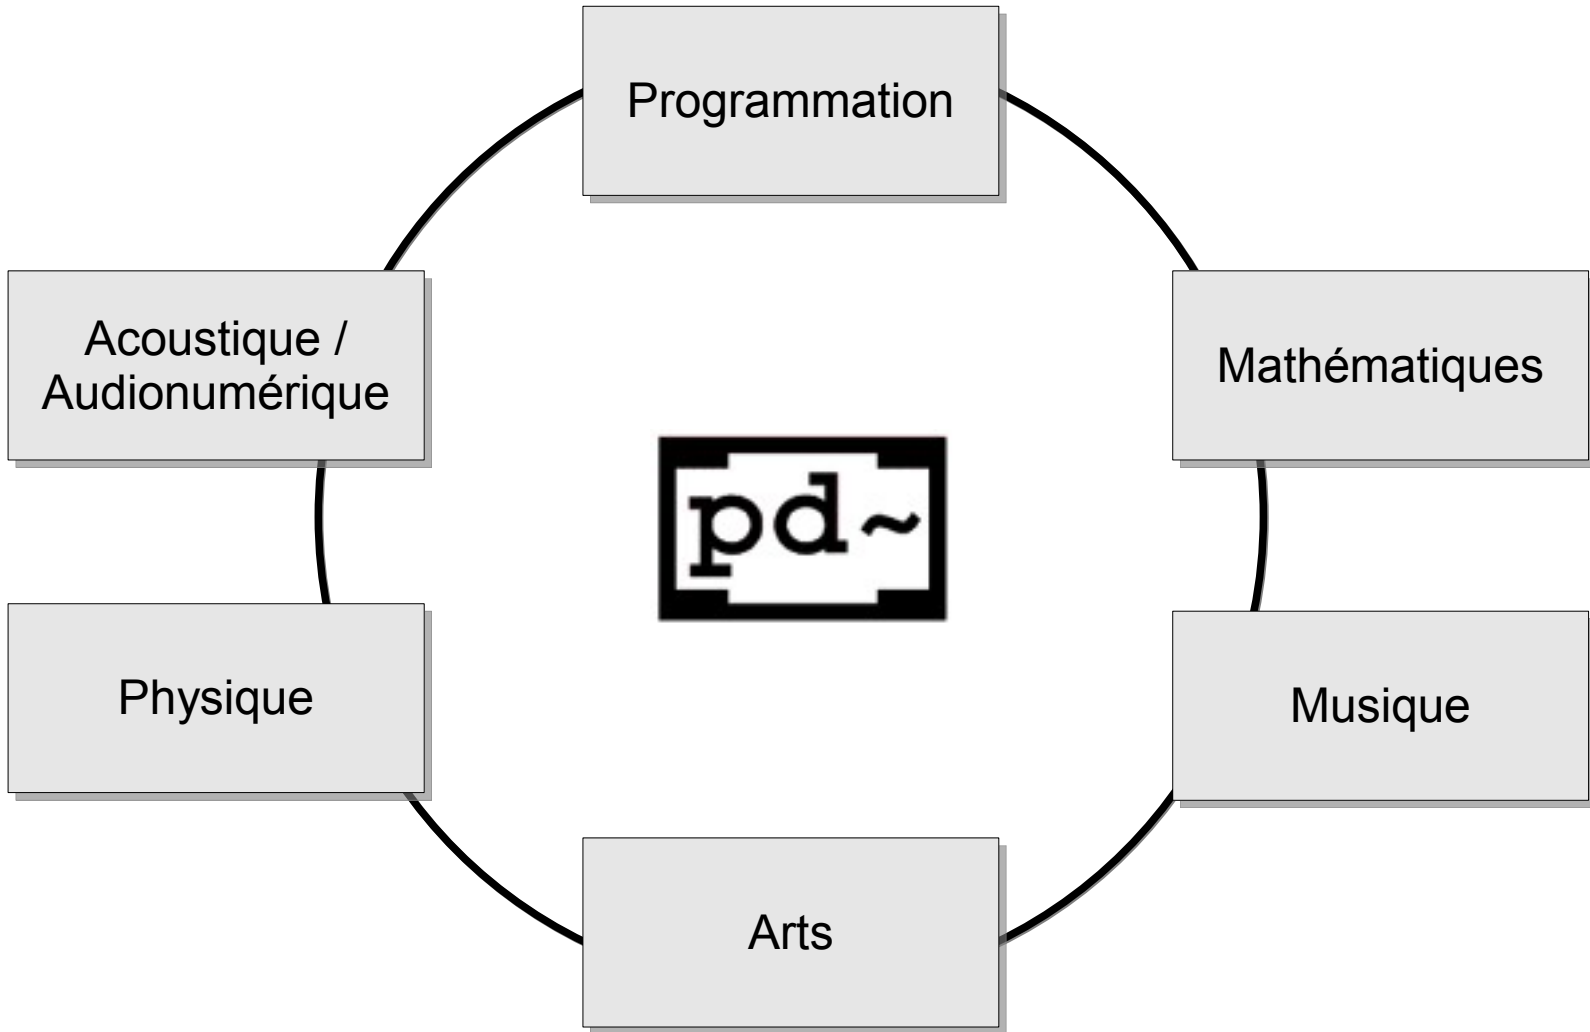 Programmation
Acoustique /
Audionumérique
Mathématiques
pd~
Physique
Musique
Arts